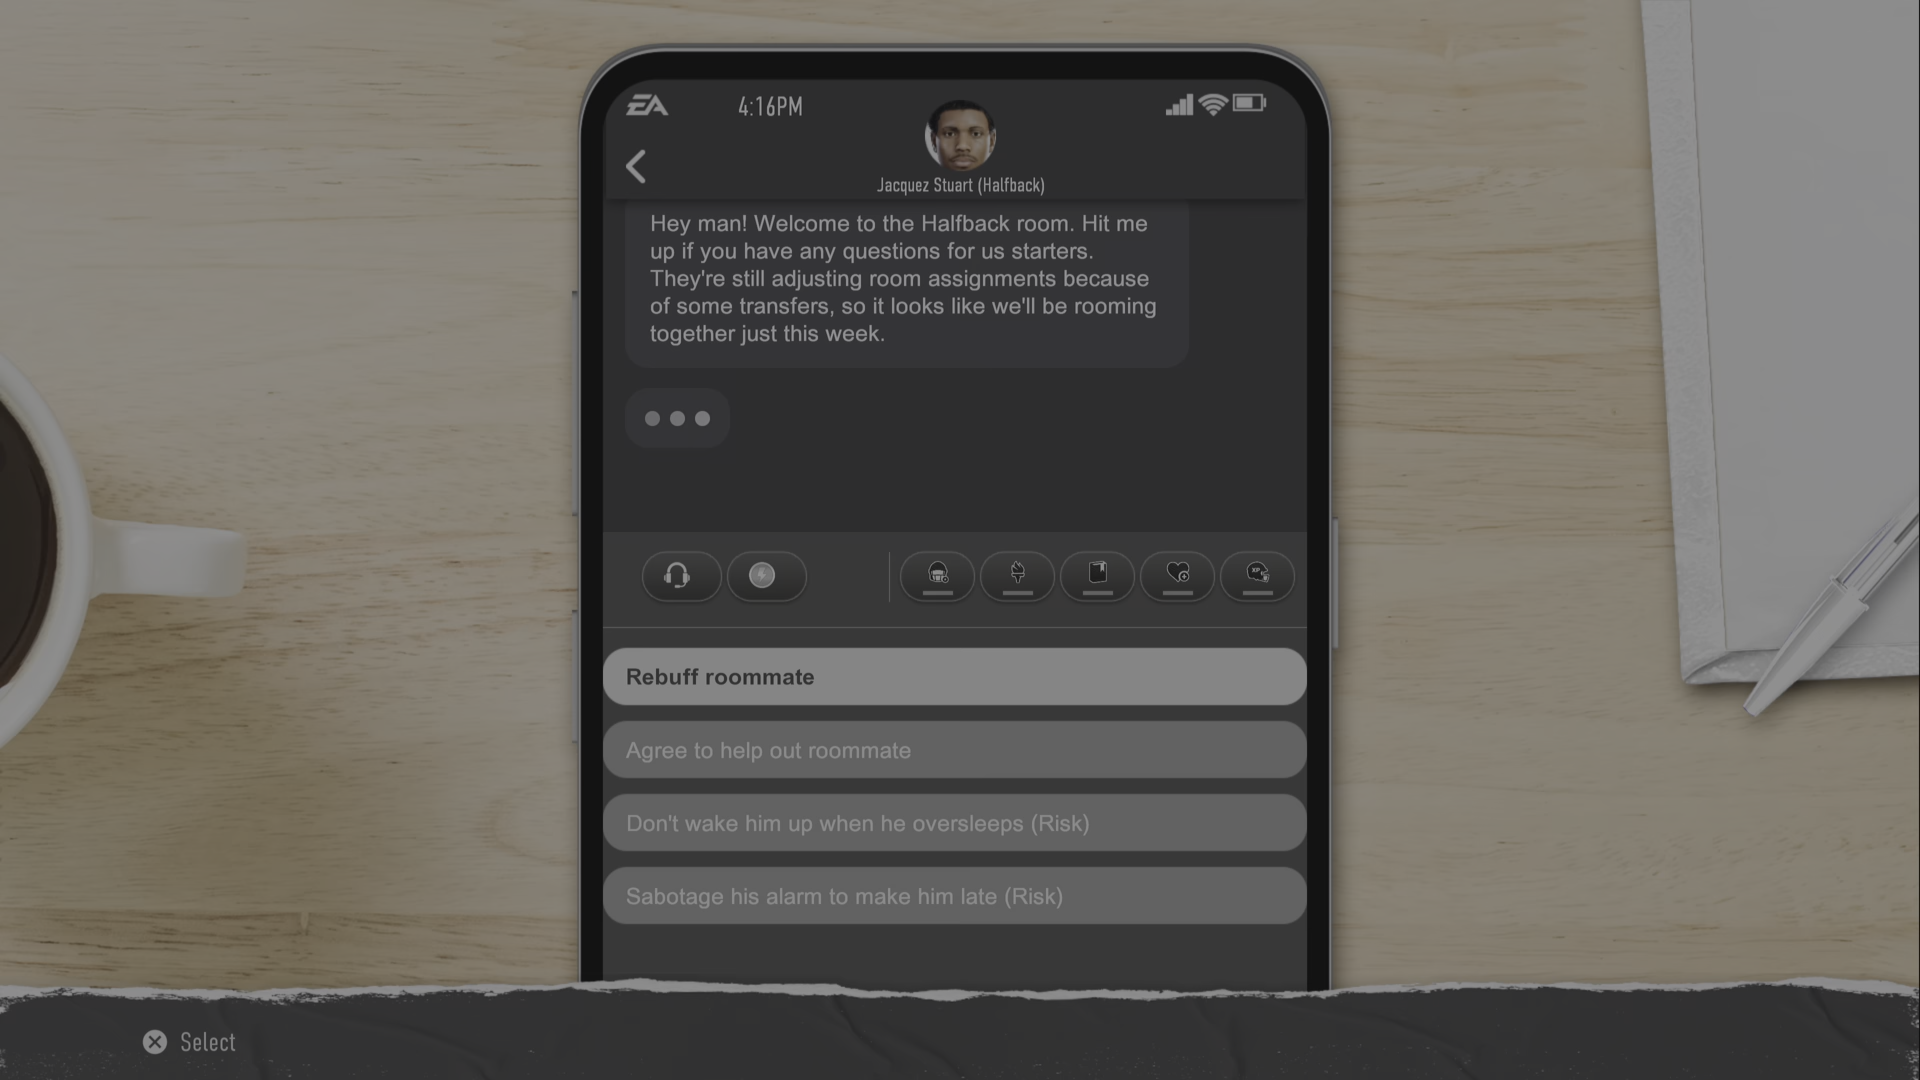 EA
4:16PM
Jacquez Stuart (Halfback)
Hey man! Welcome to the Halfback room. Hit me
up if you have any questions for us starters.
They're still adjusting room assignments because
of some transfers, so it looks like we'll be rooming
together just this week.
XP
Rebuff roommate
Agree to help out roommate
Don't wake him up when he oversleeps (Risk)
Sabotage his alarm to make him late (Risk)
Select